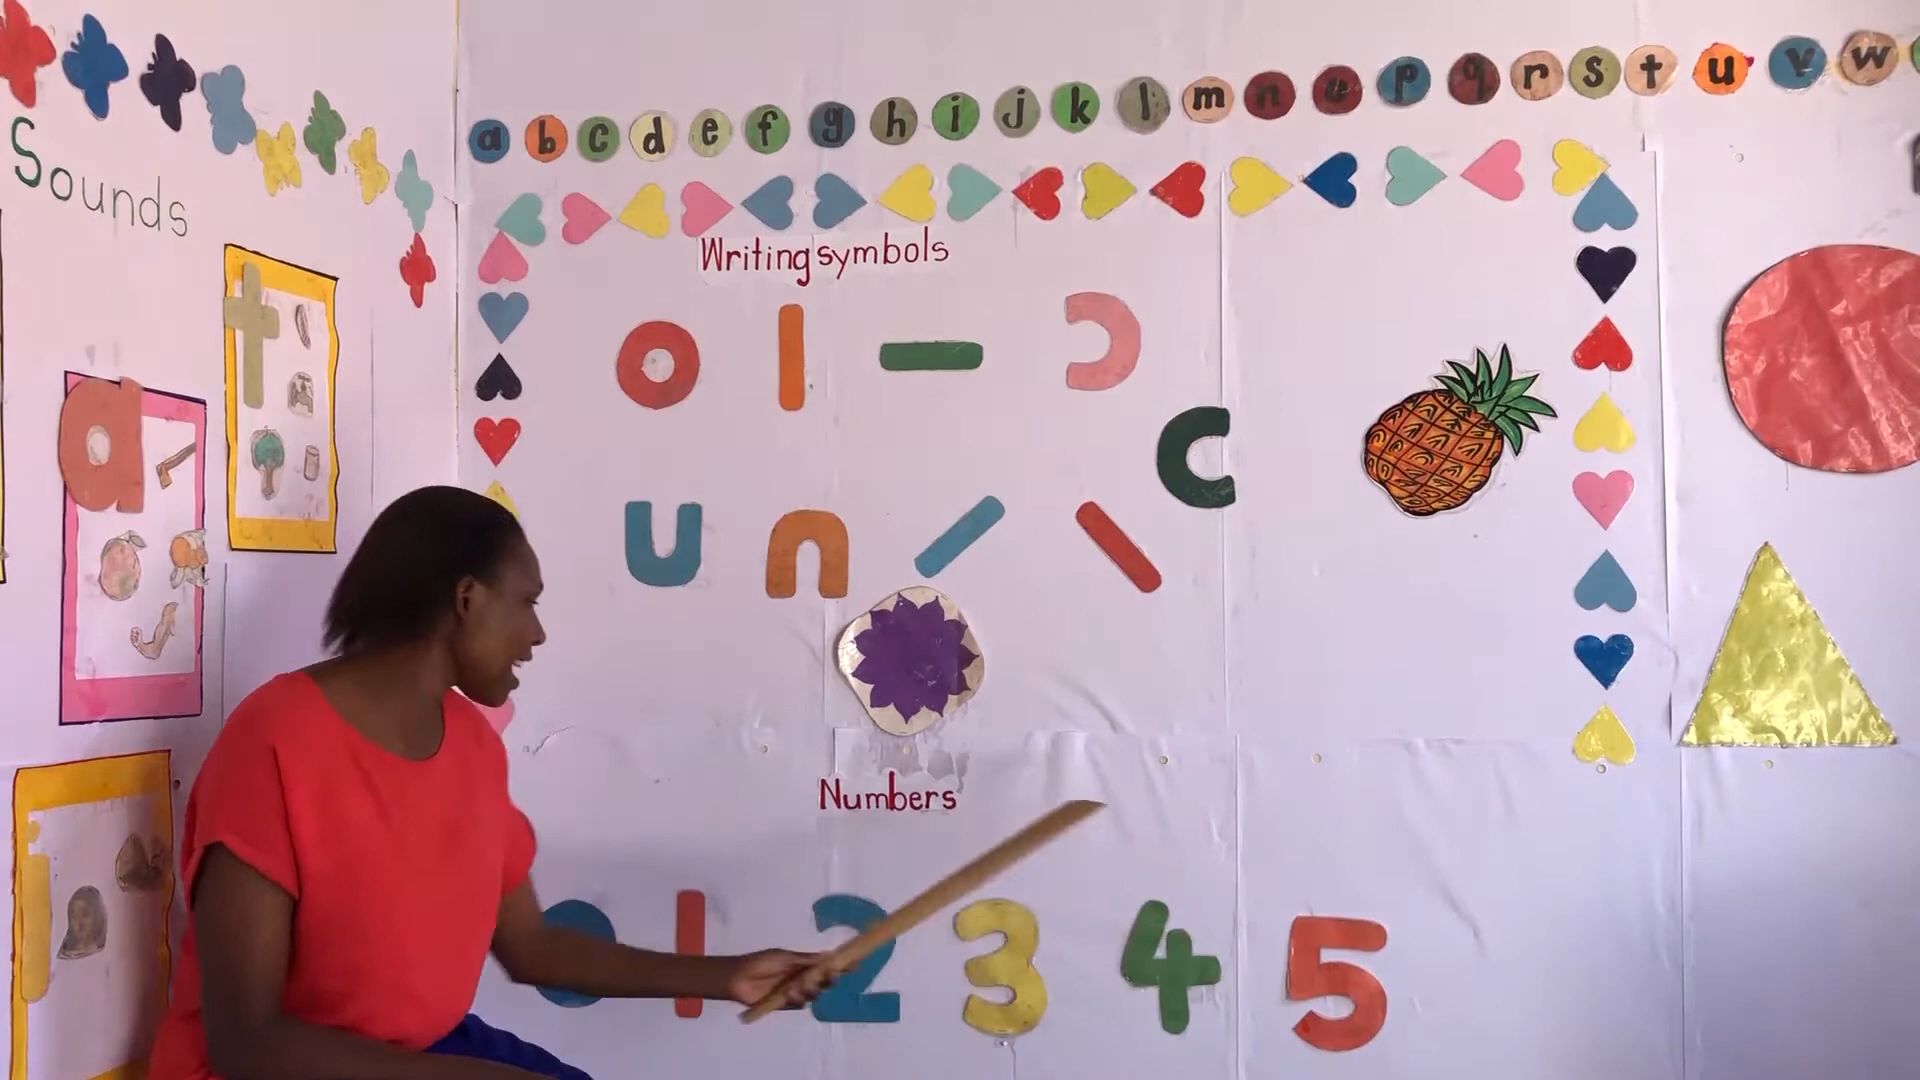 a b c d e f g h i j k l m n o p q r s t u v w
Sounds
t
a
Writing symbols
o l - c
c
u n / \
Numbers
0 1 2 3 4 5